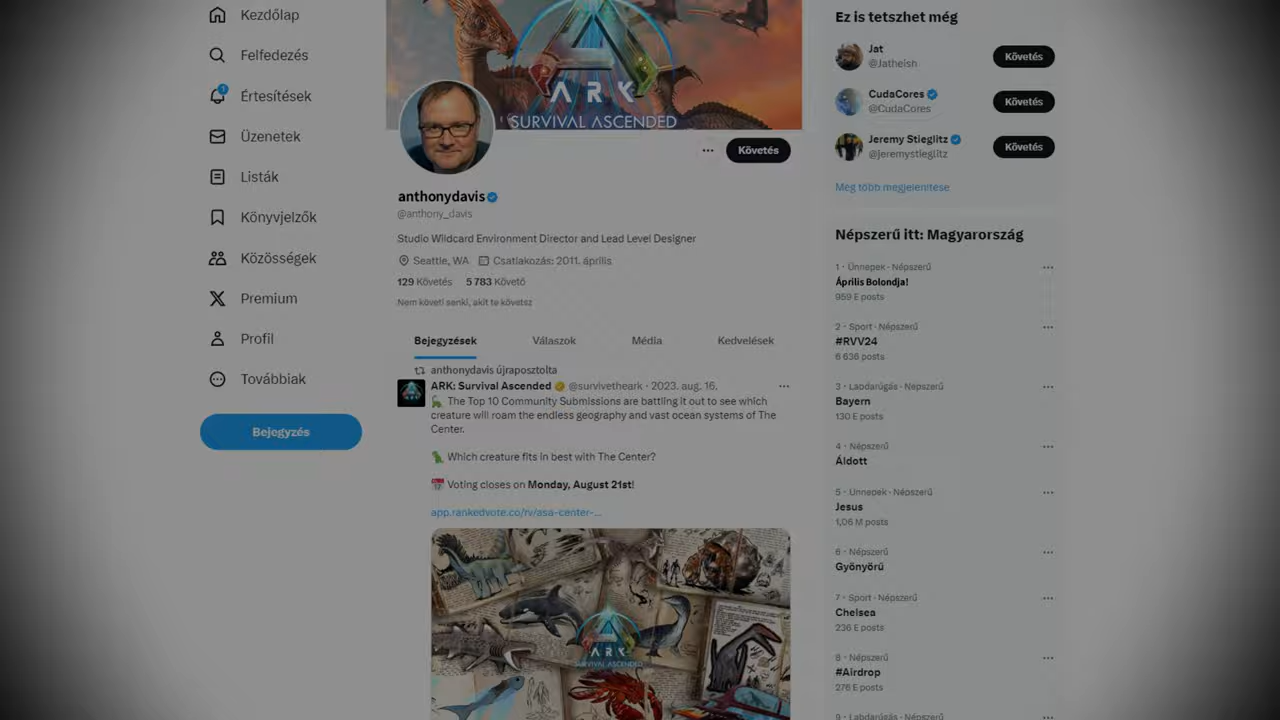 Kezdőlap
Felfedezés
Értesítések
Üzenetek
Listák
Könyvjelzők
Közösségek
Premium
Profil
Továbbiak
Bejegyzés
ARK
SURVIVAL ASCENDED
Követés
anthonydavis
@anthony_davis
Studio Wildcard Environment Director and Lead Level Designer
Seattle, WA Csatlakozás: 2011. április
129 Követés 5 783 Követő
Nem követi senki, akit te követsz
Bejegyzések Válaszok Média Kedvelések
anthonydavis újraposztolta
ARK: Survival Ascended @survivetheark · 2023. aug. 16.
The Top 10 Community Submissions are battling it out to see which
creature will roam the endless geography and vast ocean systems of The
Center.
Which creature fits in best with The Center?
Voting closes on Monday, August 21st!
app.rankedvote.co/rv/asa-center-...
ARK
SURVIVAL ASCENDED
Ez is tetszhet még
Jat
@Jatheish
Követés
CudaCores
@CudaCores
Követés
Jeremy Stieglitz
@jeremystieglitz
Követés
Még több megjelenítése
Népszerű itt: Magyarország
1 · Ünnepek · Népszerű
Április Bolondja!
959 E posts
2 · Sport · Népszerű
#RVV24
6 636 posts
3 · Labdarúgás · Népszerű
Bayern
130 E posts
4 · Népszerű
Áldott
5 · Ünnepek · Népszerű
Jesus
1,06 M posts
6 · Népszerű
Gyönyörű
7 · Sport · Népszerű
Chelsea
236 E posts
8 · Népszerű
#Airdrop
276 E posts
9 · Labdarúgás · Népszerű